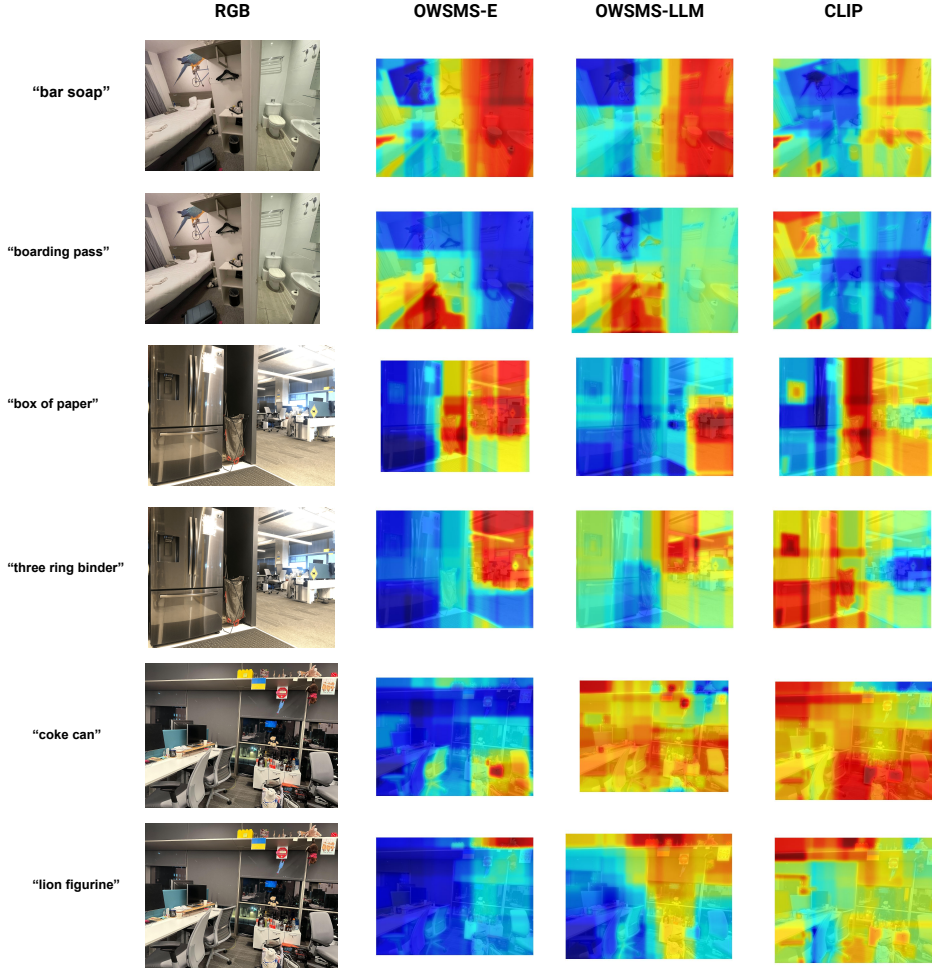 RGB OWSMS-E OWSMS-LLM CLIP
“bar soap”
“boarding pass”
“box of paper”
“three ring binder”
“coke can”
“lion figurine”